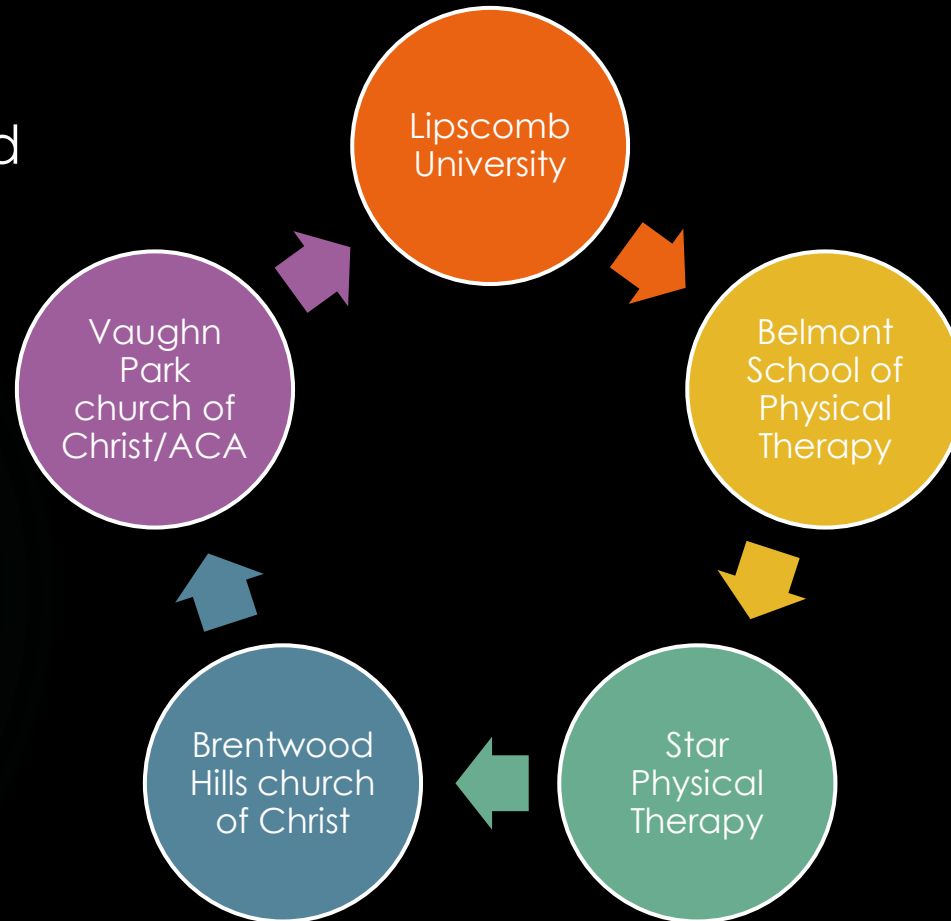 Lipscomb
University
Belmont
School of
Physical
Therapy
Star
Physical
Therapy
Brentwood
Hills church
of Christ
Vaughn
Park
church of
Christ/ACA